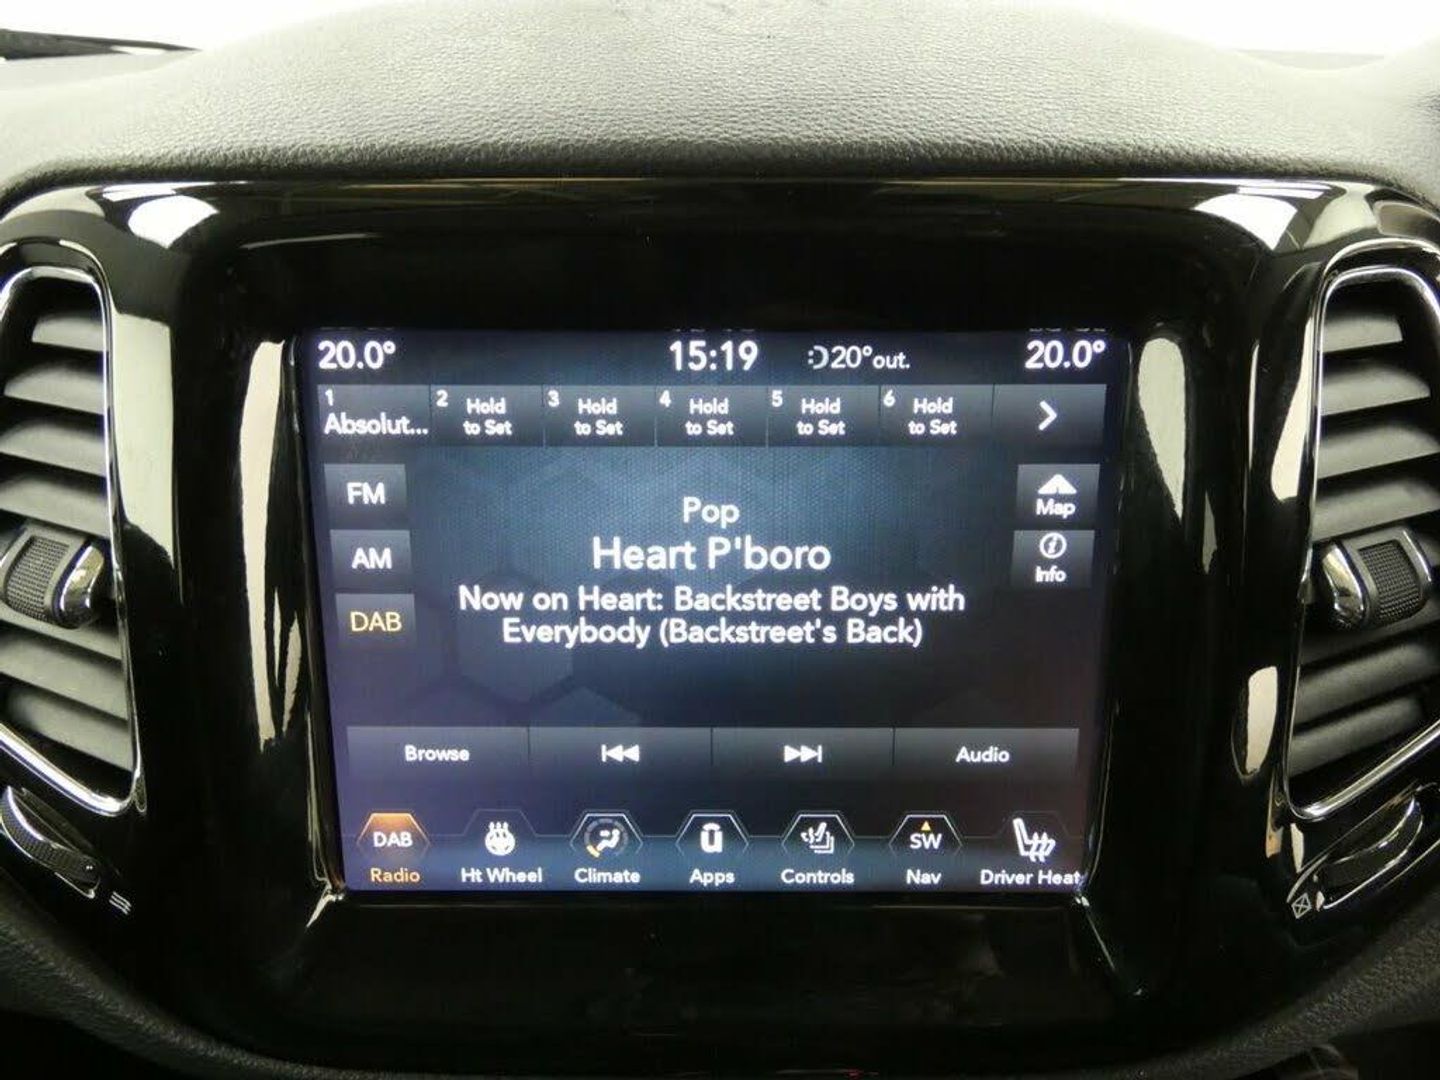 20.0°
15:19
20°out.
20.0°
1
Absolut...
2
Hold
to Set
3
Hold
to Set
4
Hold
to Set
5
Hold
to Set
6
Hold
to Set
FM
AM
DAB
Pop
Heart P'boro
Now on Heart: Backstreet Boys with
Everybody (Backstreet's Back)
Map
Info
Browse
Audio
DAB
Radio
Ht Wheel
Climate
Apps
Controls
SW
Nav
Driver Heat